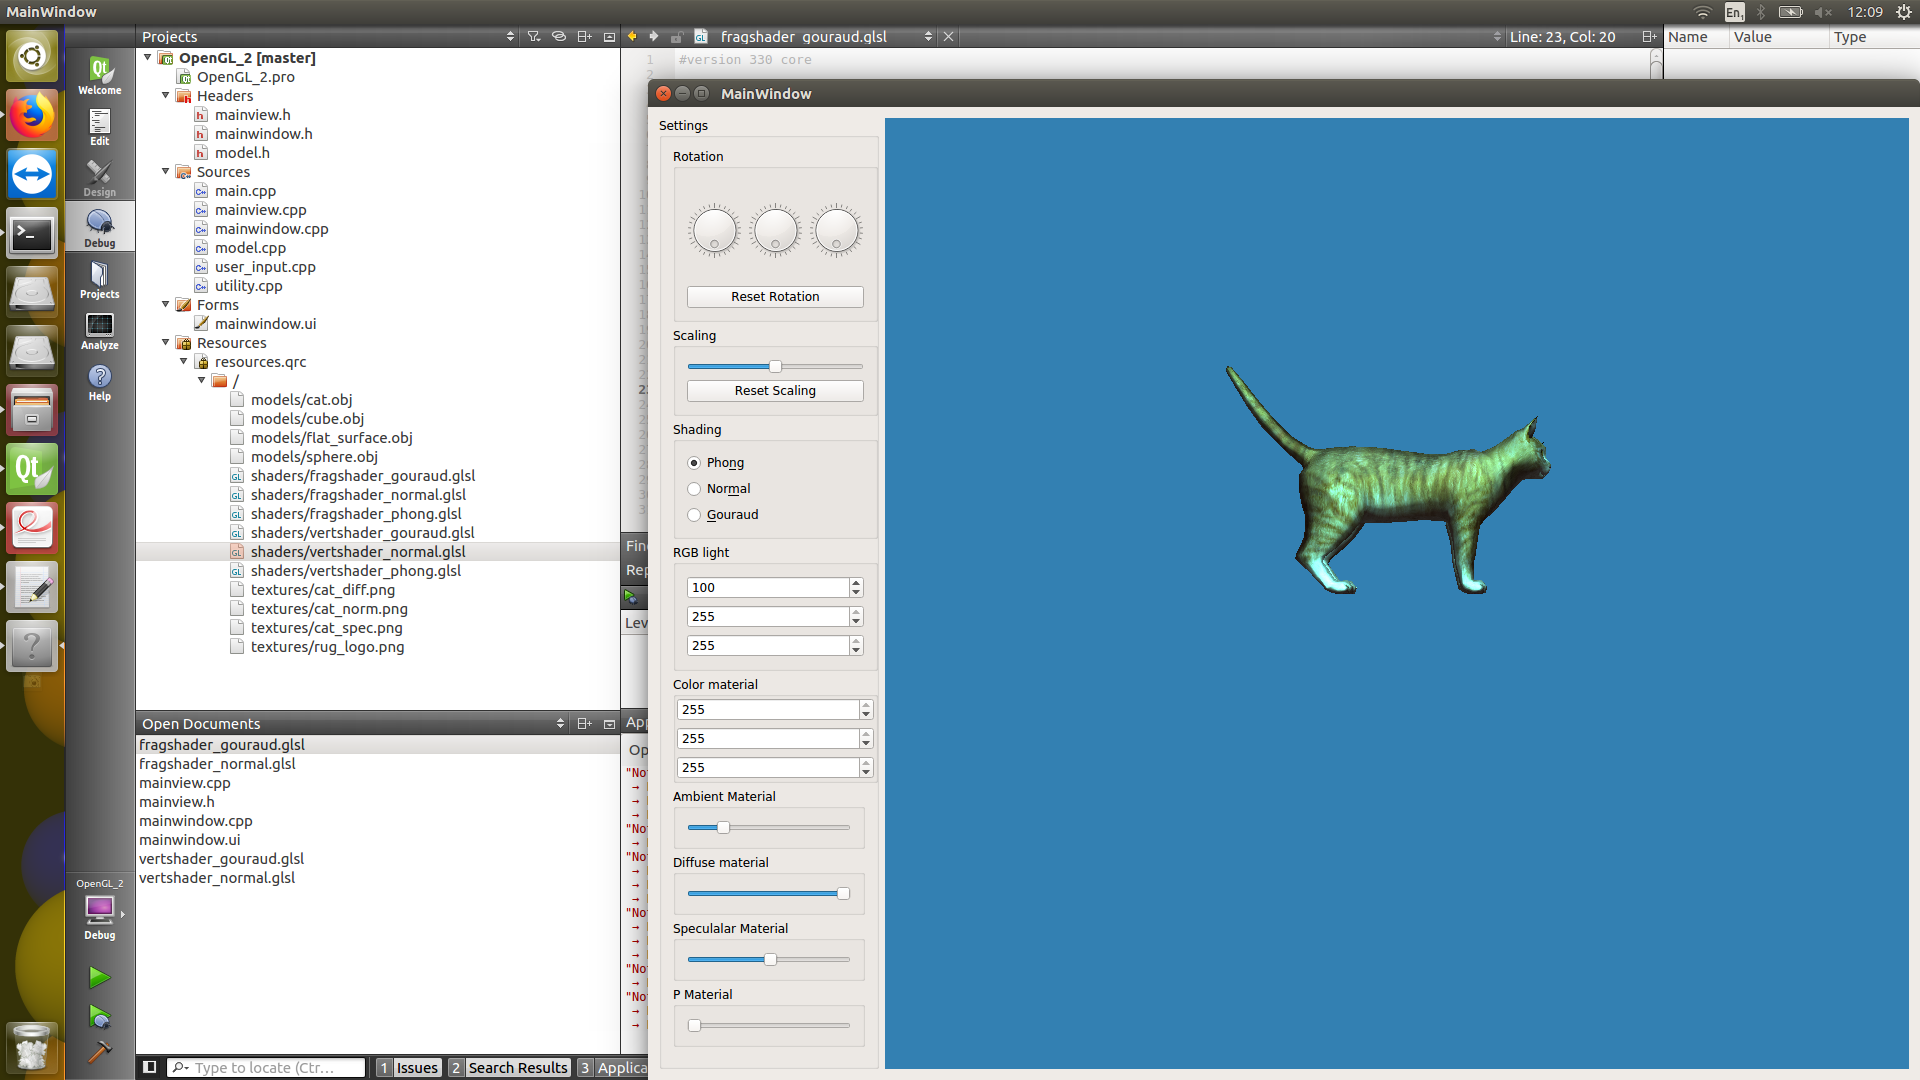 MainWindow
En1
12:09
Welcome
Edit
Design
Debug
Projects
Analyze
Help
OpenGL_2
Debug
Projects
OpenGL_2 [master]
OpenGL_2.pro
Headers
mainview.h
mainwindow.h
model.h
Sources
main.cpp
mainview.cpp
mainwindow.cpp
model.cpp
user_input.cpp
utility.cpp
Forms
mainwindow.ui
Resources
resources.qrc
/
models/cat.obj
models/cube.obj
models/flat_surface.obj
models/sphere.obj
shaders/fragshader_gouraud.glsl
shaders/fragshader_normal.glsl
shaders/fragshader_phong.glsl
shaders/vertshader_gouraud.glsl
shaders/vertshader_normal.glsl
shaders/vertshader_phong.glsl
textures/cat_diff.png
textures/cat_norm.png
textures/cat_spec.png
textures/rug_logo.png
Open Documents
fragshader_gouraud.glsl
fragshader_normal.glsl
mainview.cpp
mainview.h
mainwindow.cpp
mainwindow.ui
vertshader_gouraud.glsl
vertshader_normal.glsl
Type to locate (Ctr...
1 Issues
2 Search Results
3 Applica
fragshader_gouraud.glsl
Line: 23, Col: 20
Name
Value
Type
1 #version 330 core
2
MainWindow
Settings
Rotation
Reset Rotation
Scaling
Reset Scaling
Shading
Phong
Normal
Gouraud
RGB light
100
255
255
Color material
255
255
255
Ambient Material
Diffuse material
Speculalar Material
P Material